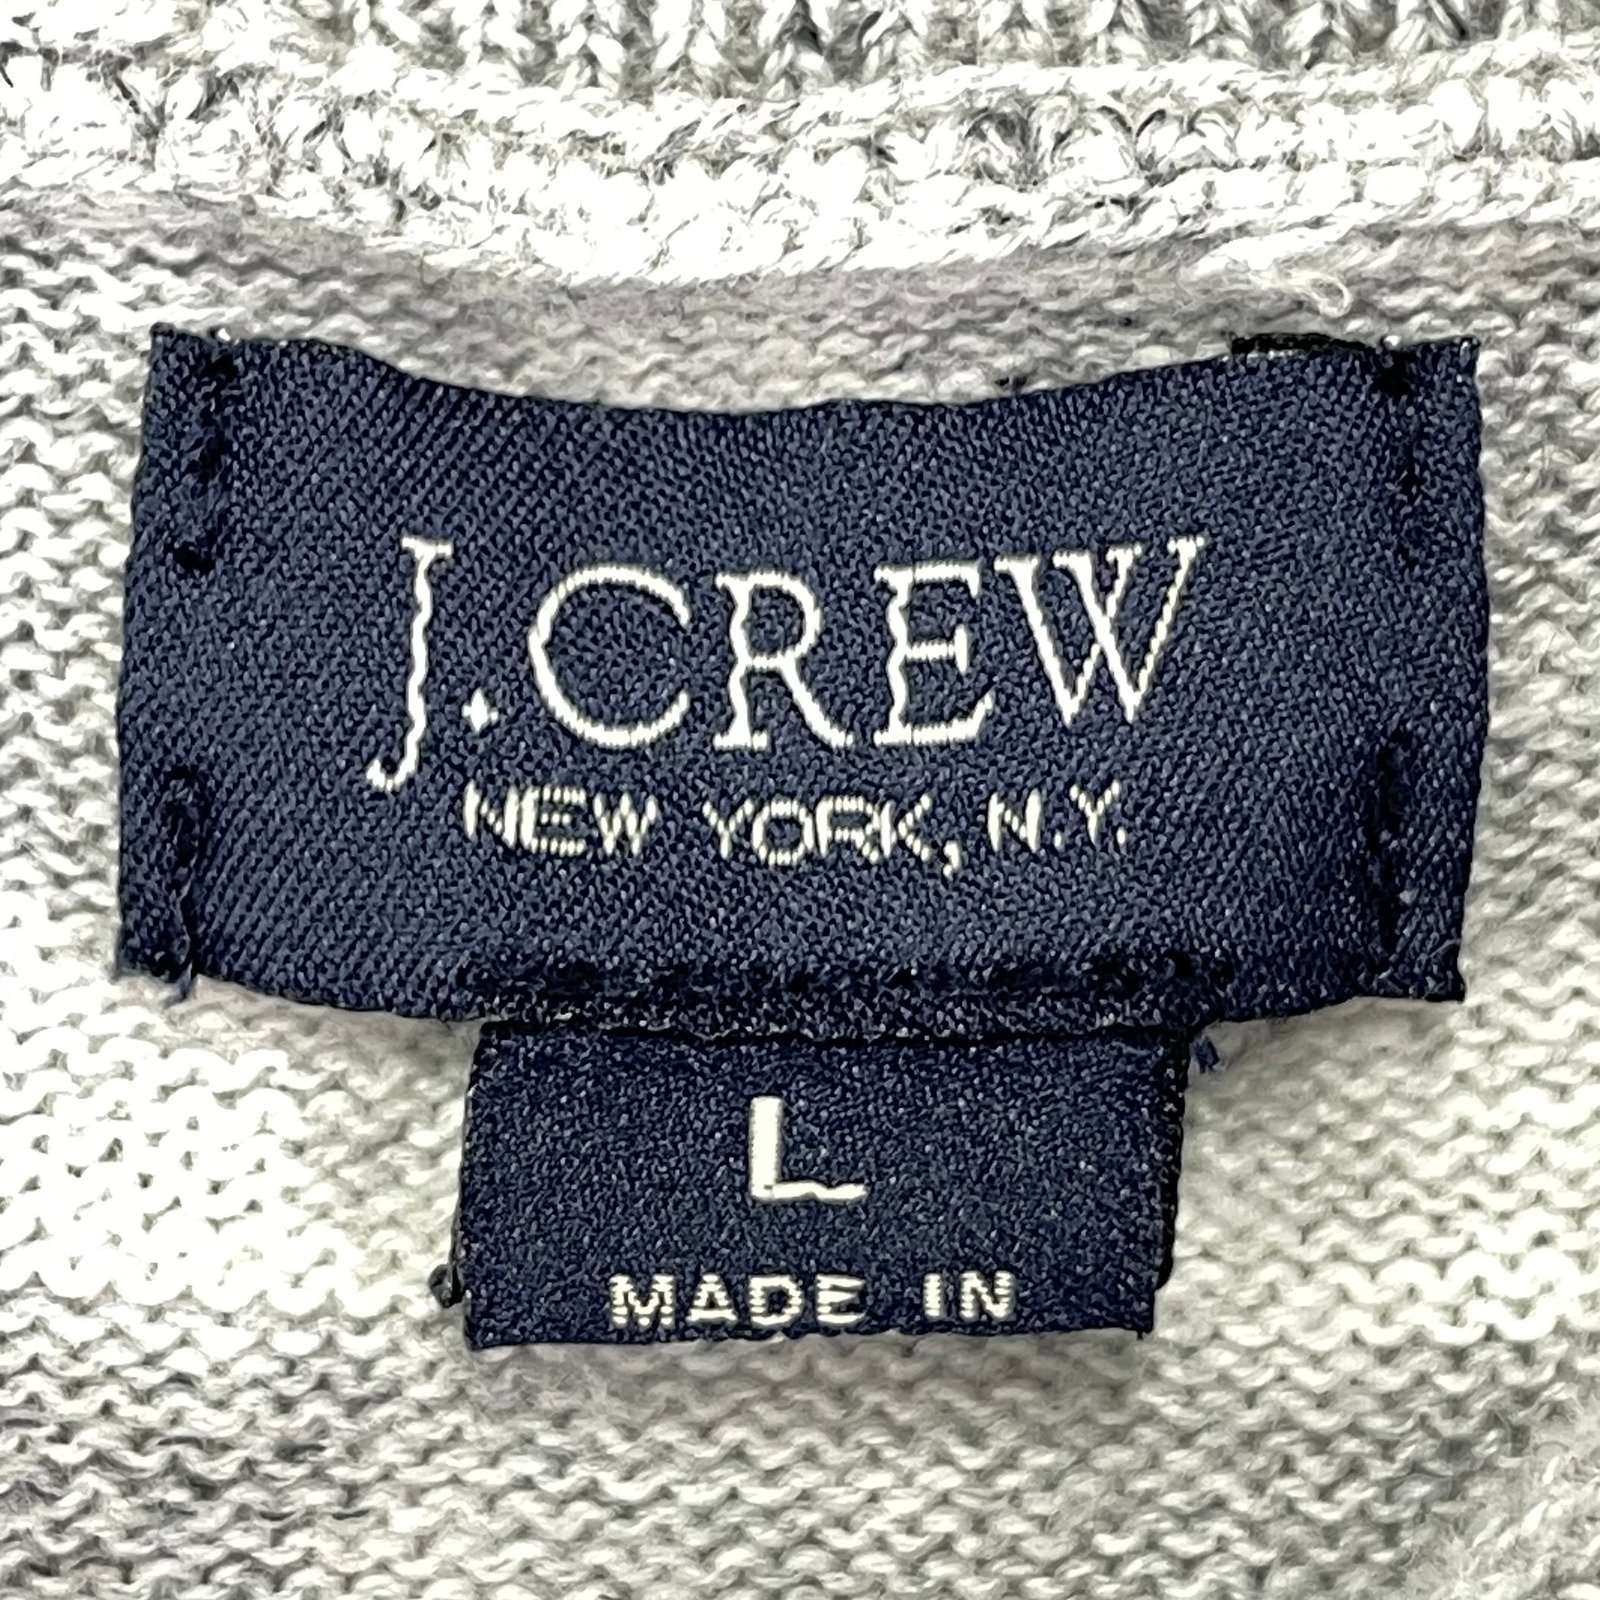 J.CREW
NEW YORK, N.Y.
L
MADE IN